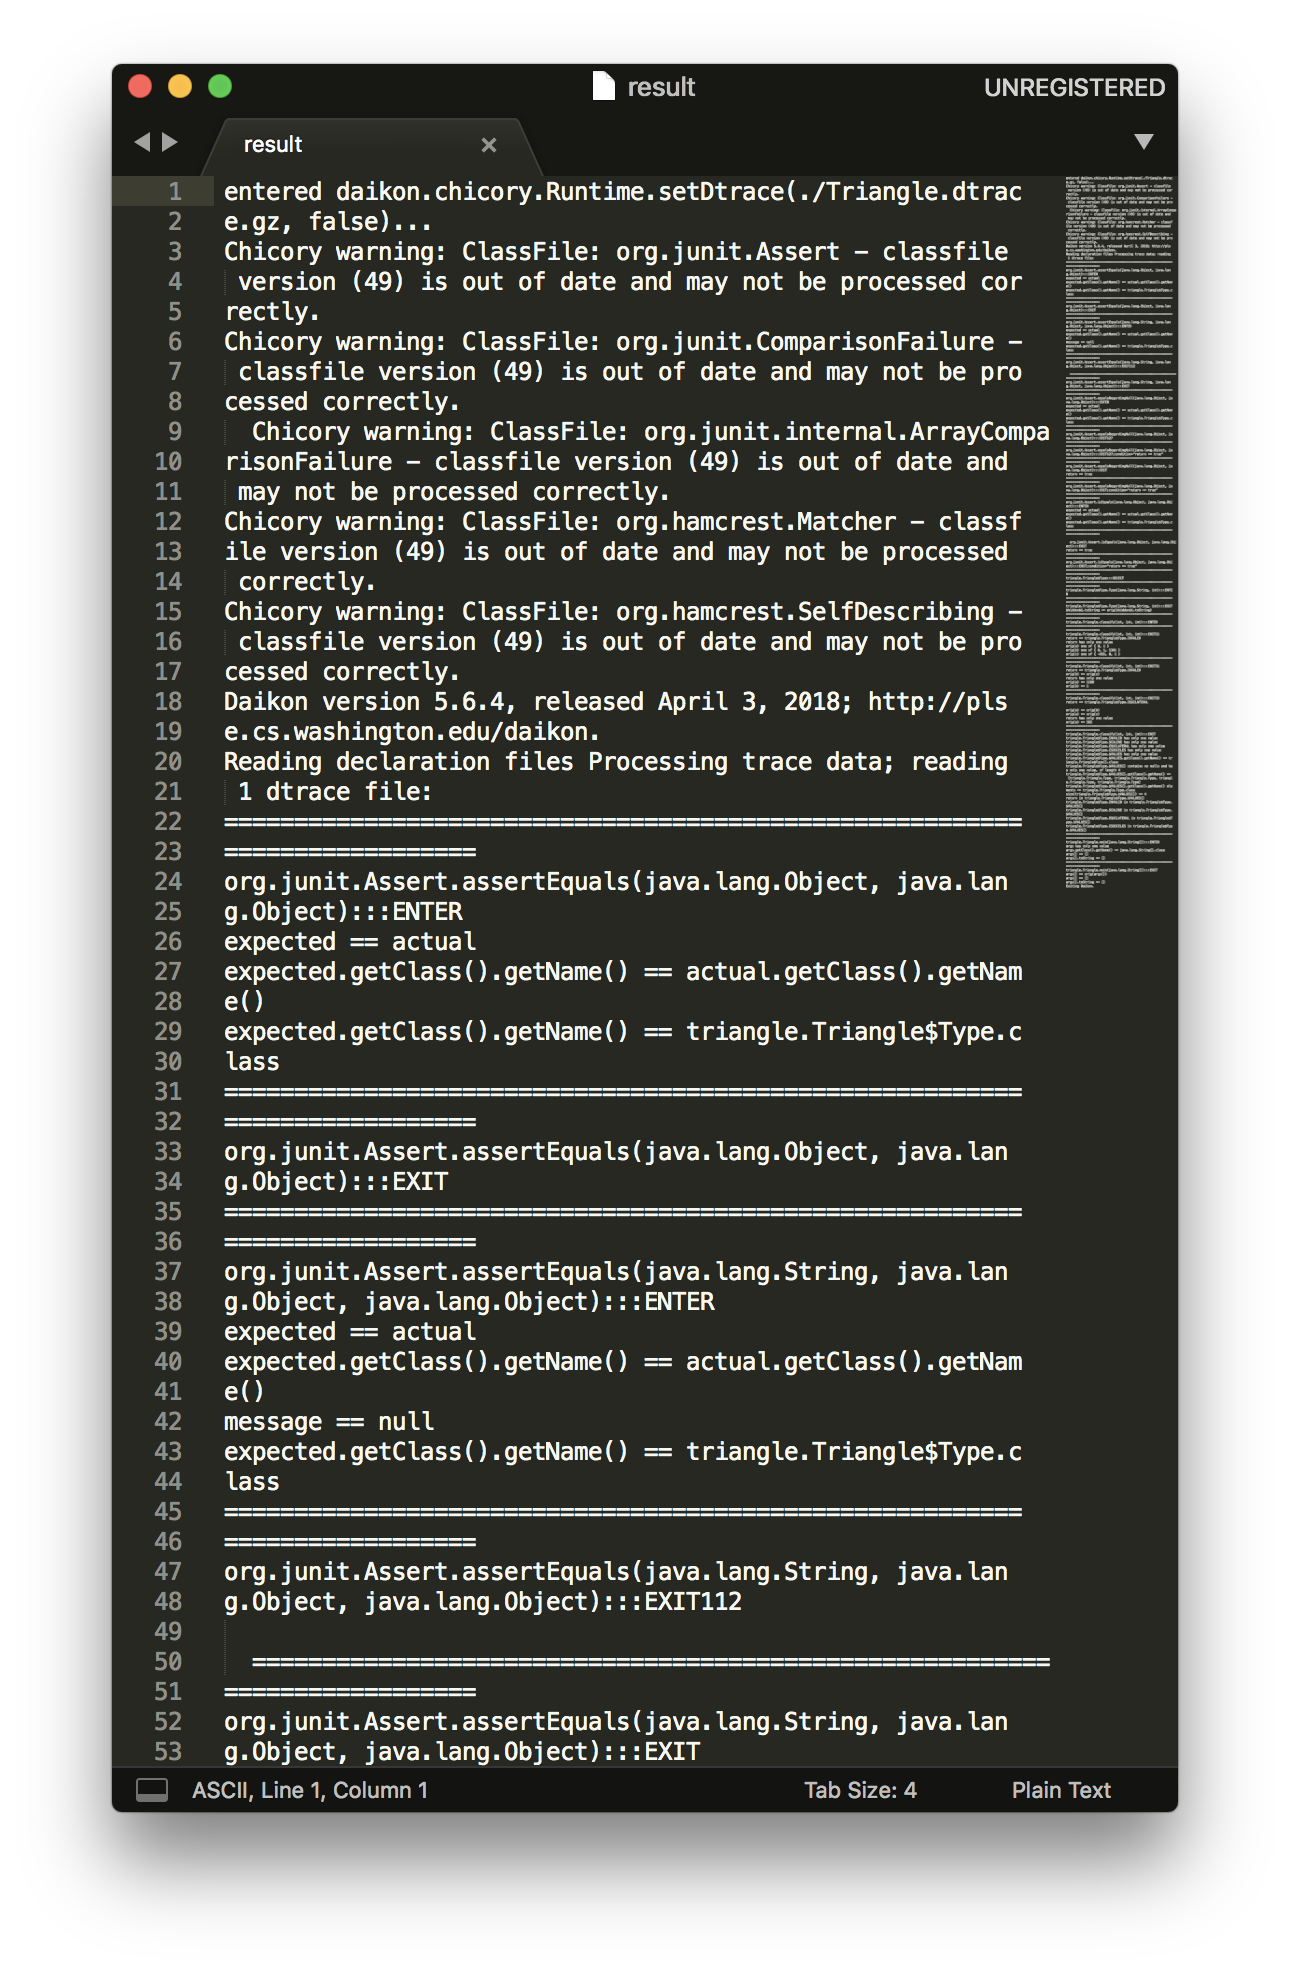 result
UNREGISTERED
result
1 entered daikon.chicory.Runtime.setDtrace(./Triangle.dtrac
2 e.gz, false)...
3 Chicory warning: ClassFile: org.junit.Assert - classfile
4  version (49) is out of date and may not be processed cor
5 rectly.
6 Chicory warning: ClassFile: org.junit.ComparisonFailure -
7  classfile version (49) is out of date and may not be pro
8 cessed correctly.
9   Chicory warning: ClassFile: org.junit.internal.ArrayCompa
10 risonFailure - classfile version (49) is out of date and
11  may not be processed correctly.
12 Chicory warning: ClassFile: org.hamcrest.Matcher - classf
13 ile version (49) is out of date and may not be processed
14  correctly.
15 Chicory warning: ClassFile: org.hamcrest.SelfDescribing -
16  classfile version (49) is out of date and may not be pro
17 cessed correctly.
18 Daikon version 5.6.4, released April 3, 2018; http://pls
19 e.cs.washington.edu/daikon.
20 Reading declaration files Processing trace data; reading
21  1 dtrace file:
22 =========================================================
23 ==================
24 org.junit.Assert.assertEquals(java.lang.Object, java.lan
25 g.Object):::ENTER
26 expected == actual
27 expected.getClass().getName() == actual.getClass().getNam
28 e()
29 expected.getClass().getName() == triangle.Triangle$Type.c
30 lass
31 =========================================================
32 ==================
33 org.junit.Assert.assertEquals(java.lang.Object, java.lan
34 g.Object):::EXIT
35 =========================================================
36 ==================
37 org.junit.Assert.assertEquals(java.lang.String, java.lan
38 g.Object, java.lang.Object):::ENTER
39 expected == actual
40 expected.getClass().getName() == actual.getClass().getNam
41 e()
42 message == null
43 expected.getClass().getName() == triangle.Triangle$Type.c
44 lass
45 =========================================================
46 ==================
47 org.junit.Assert.assertEquals(java.lang.String, java.lan
48 g.Object, java.lang.Object):::EXIT112
49
50   =========================================================
51 ==================
52 org.junit.Assert.assertEquals(java.lang.String, java.lan
53 g.Object, java.lang.Object):::EXIT
ASCII, Line 1, Column 1
Tab Size: 4
Plain Text